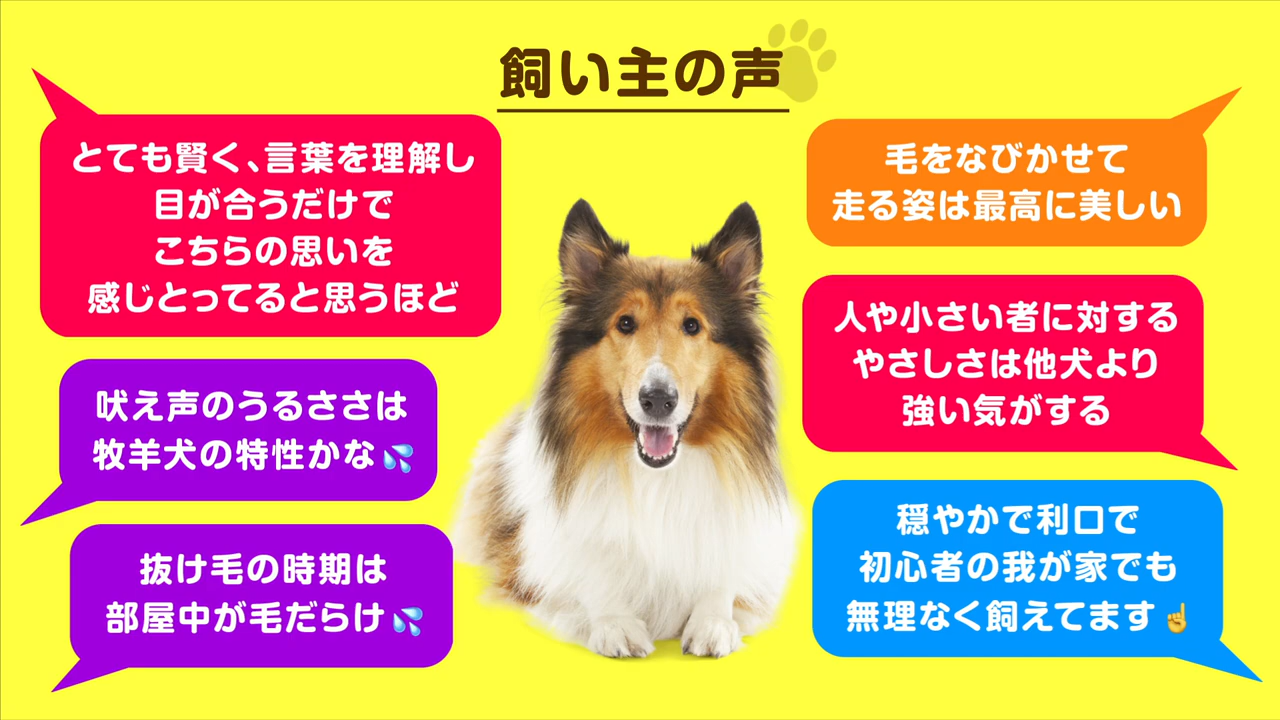 飼い主の声
とても賢く、言葉を理解し
目が合うだけで
こちらの思いを
感じとってると思うほど
吠え声のうるささは
牧羊犬の特性かな💦
抜け毛の時期は
部屋中が毛だらけ💦
毛をなびかせて
走る姿は最高に美しい
人や小さい者に対する
やさしさは他犬より
強い気がする
穏やかで利口で
初心者の我が家でも
無理なく飼えてます☝